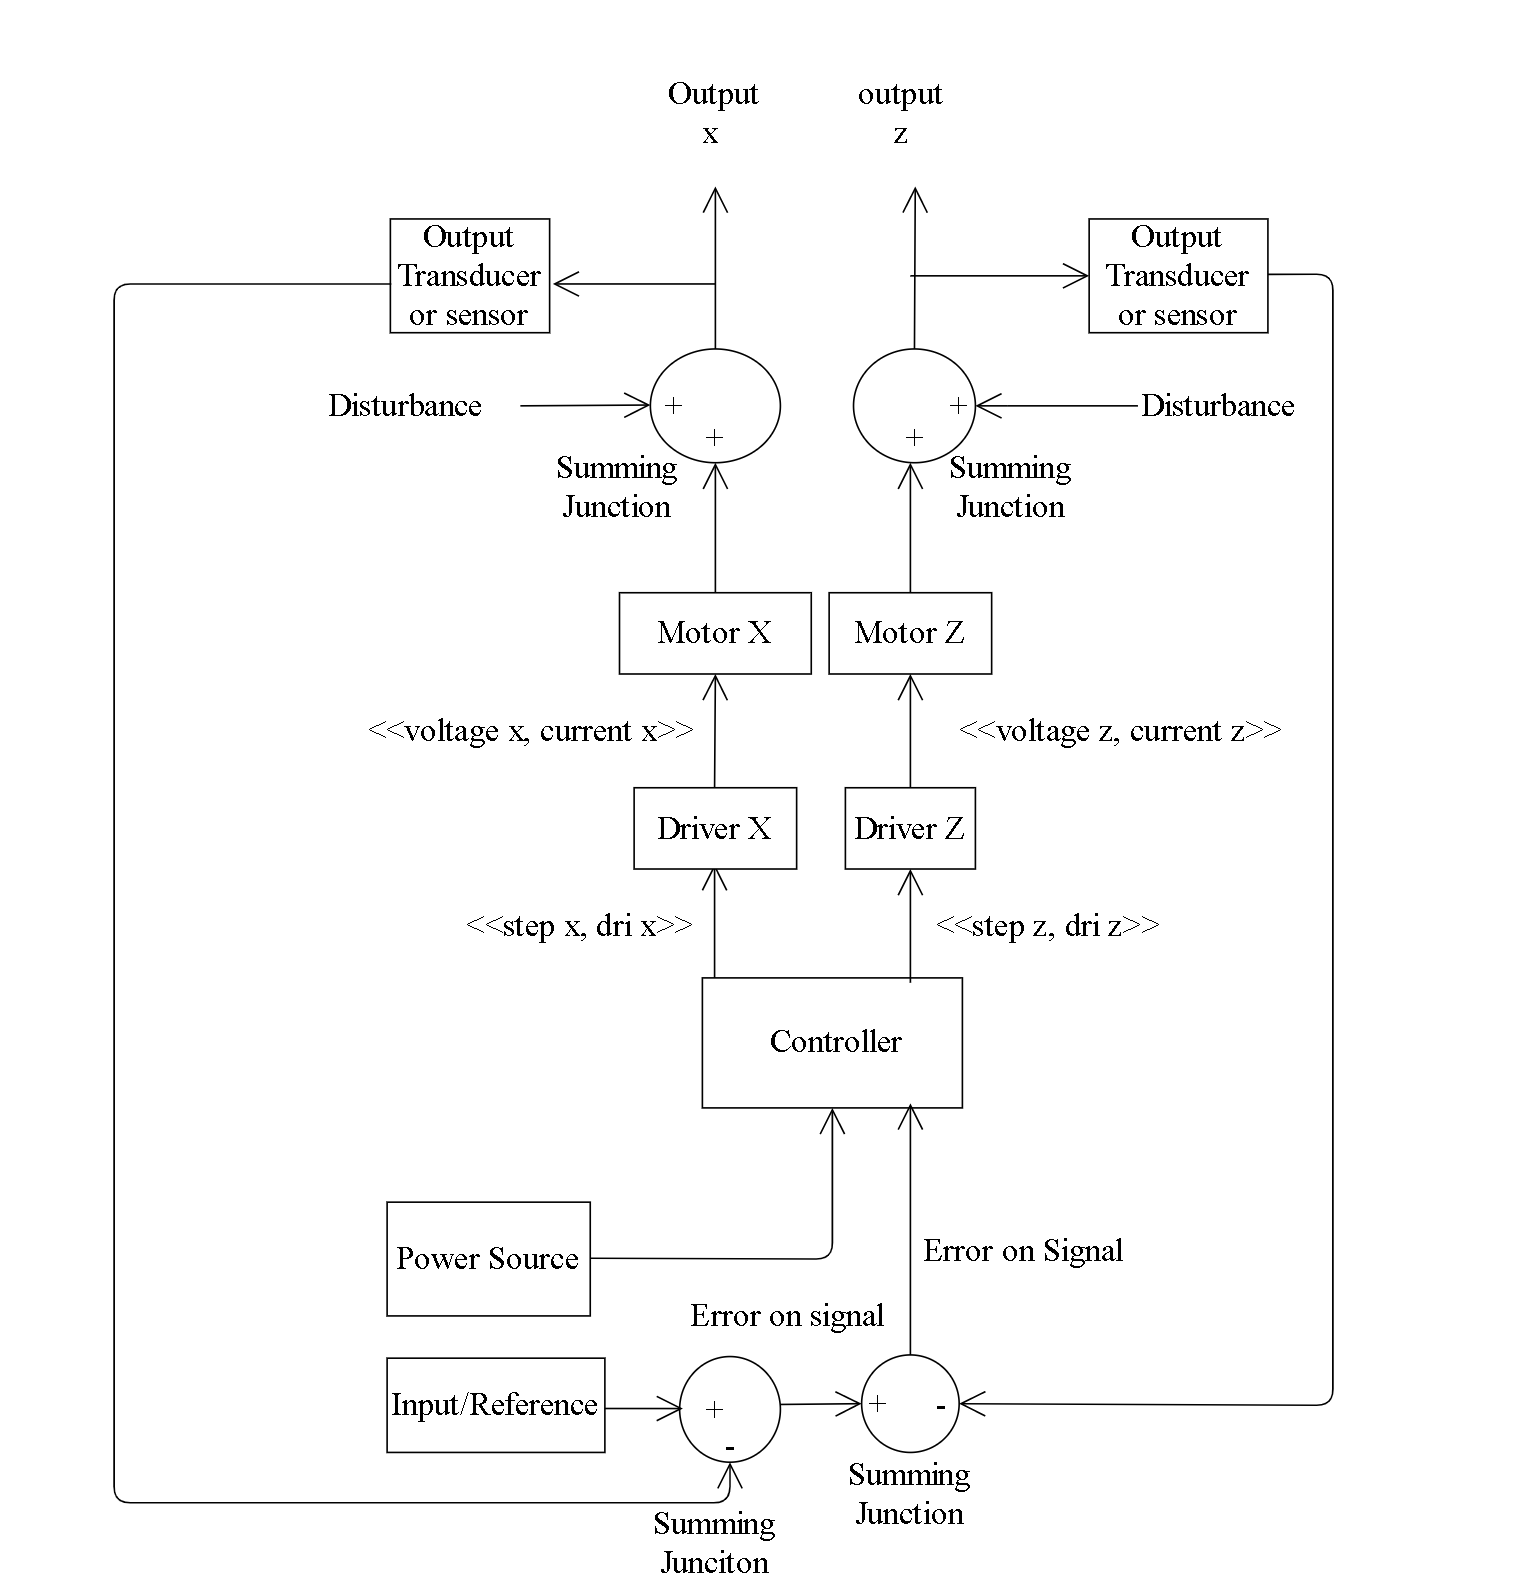 Output
x
output
z
Output
Transducer
or sensor
Output
Transducer
or sensor
Disturbance
+
+
+
+
Disturbance
Summing
Junction
Summing
Junction
Motor X
Motor Z
<<voltage x, current x>>
<<voltage z, current z>>
Driver X
Driver Z
<<step x, dri x>>
<<step z, dri z>>
Controller
Power Source
Error on Signal
Error on signal
Input/Reference
+
-
+
-
Summing
Junction
Summing
Junciton